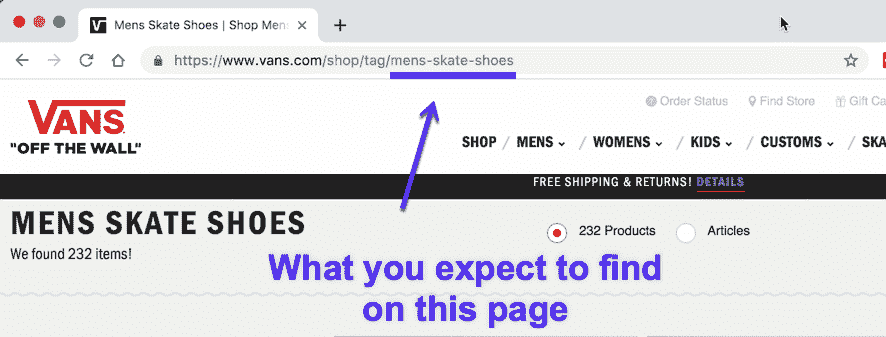 Mens Skate Shoes | Shop Mens
https://www.vans.com/shop/tag/mens-skate-shoes
Order Status Find Store Gift Ca
VANS
"OFF THE WALL"
SHOP / MENS / WOMENS / KIDS / CUSTOMS / SKA
FREE SHIPPING & RETURNS! DETAILS
MENS SKATE SHOES
232 Products Articles
We found 232 items!
What you expect to find
on this page